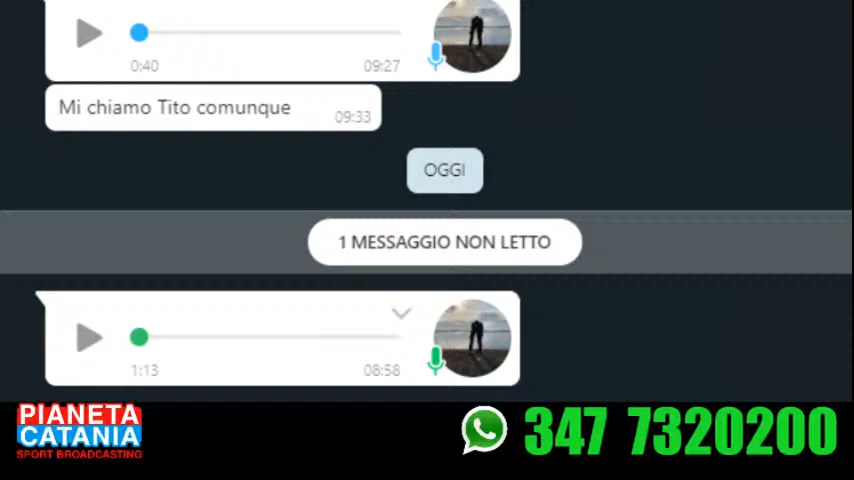 0:40 09:27
Mi chiamo Tito comunque 09:33
OGGI
1 MESSAGGIO NON LETTO
1:13 08:58
PIANETA
CATANIA
SPORT BROADCASTING
347 7320200